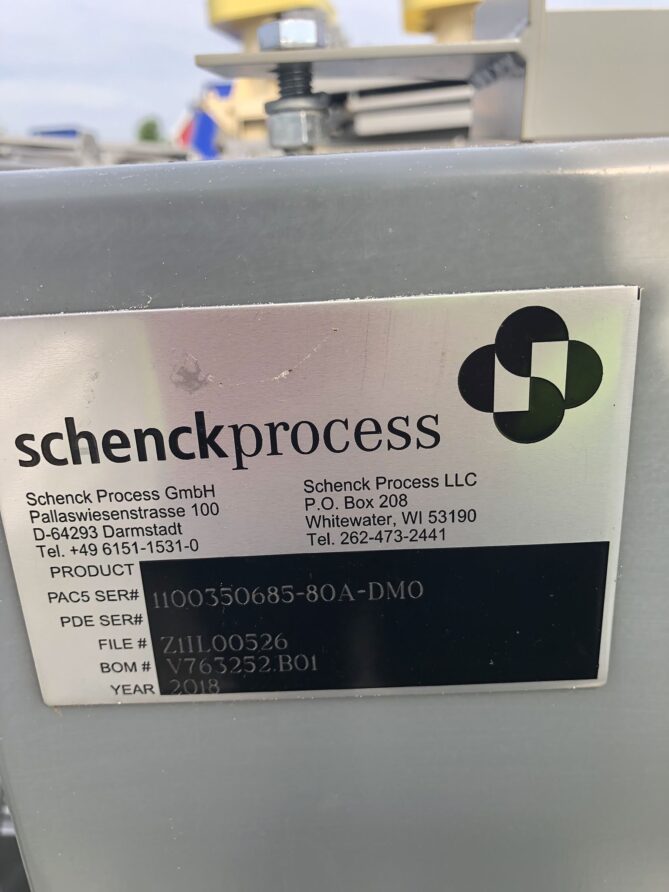 schenckprocess
Schenck Process GmbH
Pallaswiesenstrasse 100
D-64293 Darmstadt
Tel. +49 6151-1531-0
Schenck Process LLC
P.O. Box 208
Whitewater, WI 53190
Tel. 262-473-2441
PRODUCT
PAC5 SER# 1100350685-80A-DMO
PDE SER#
FILE # Z1IL00526
BOM # V763252.B01
YEAR 2018